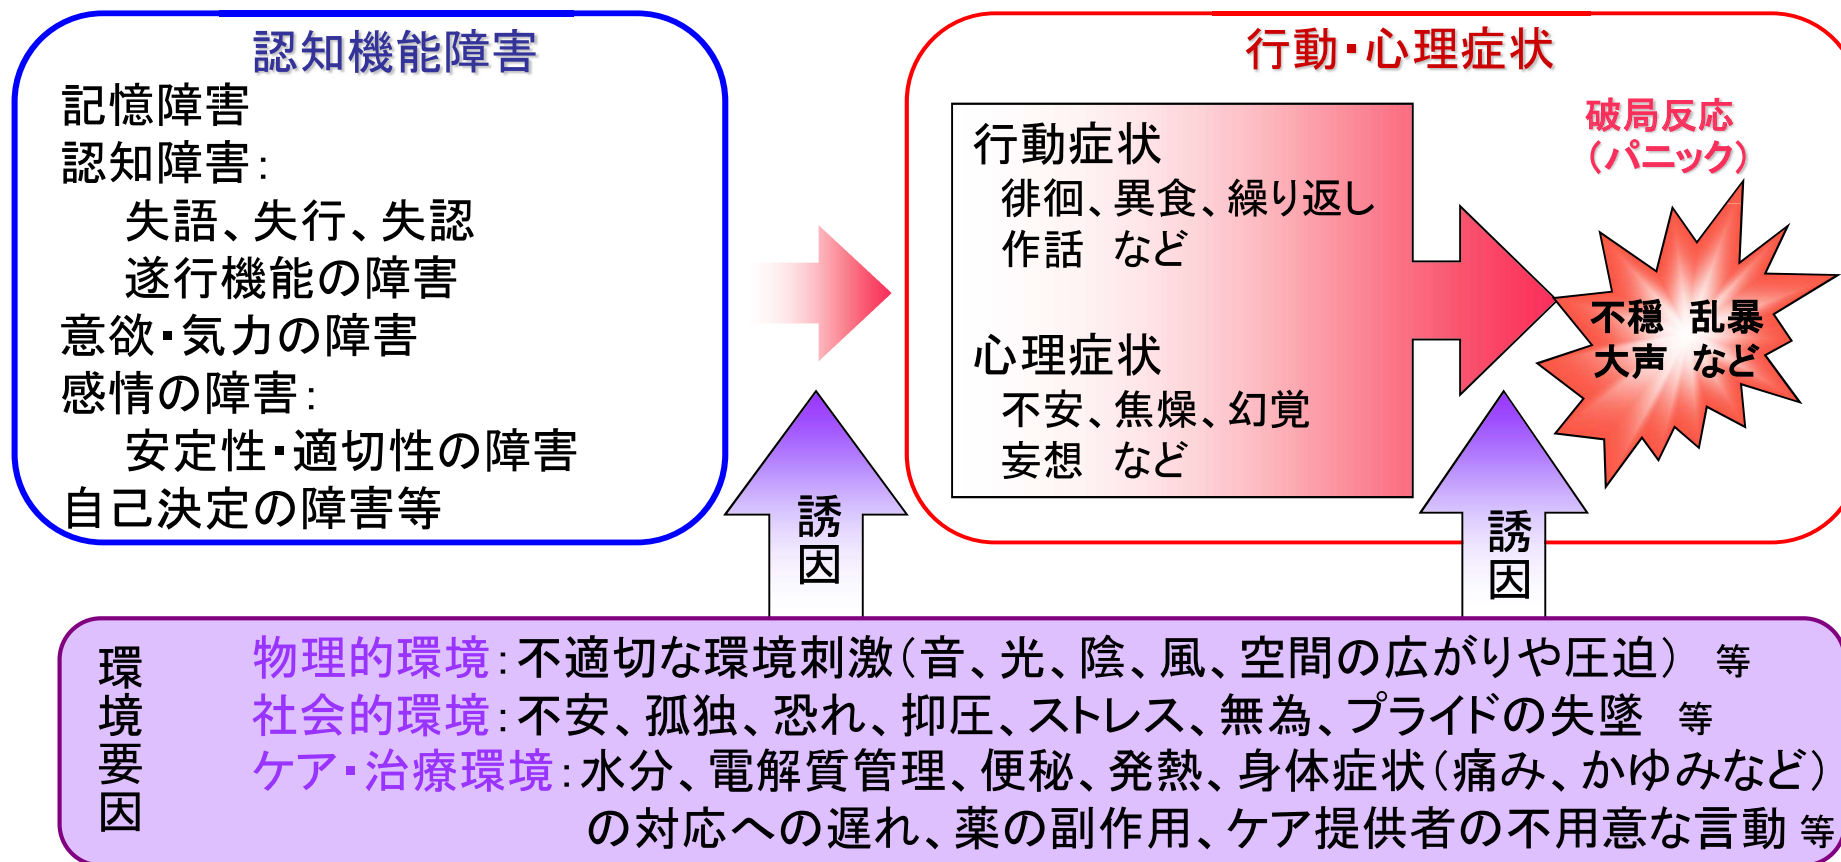 認知機能障害
記憶障害
認知障害：
失語、失行、失認
遂行機能の障害
意欲・気力の障害
感情の障害：
安定性・適切性の障害
自己決定の障害等
行動・心理症状
行動症状
徘徊、異食、繰り返し
作話　など
心理症状
不安、焦燥、幻覚
妄想　など
破局反応
（パニック）
不穏　乱暴
大声　など
誘因
誘因
環境要因
物理的環境：不適切な環境刺激（音、光、陰、風、空間の広がりや圧迫）　等
社会的環境：不安、孤独、恐れ、抑圧、ストレス、無為、プライドの失墜　等
ケア・治療環境：水分、電解質管理、便秘、発熱、身体症状（痛み、かゆみなど）
の対応への遅れ、薬の副作用、ケア提供者の不用意な言動 等